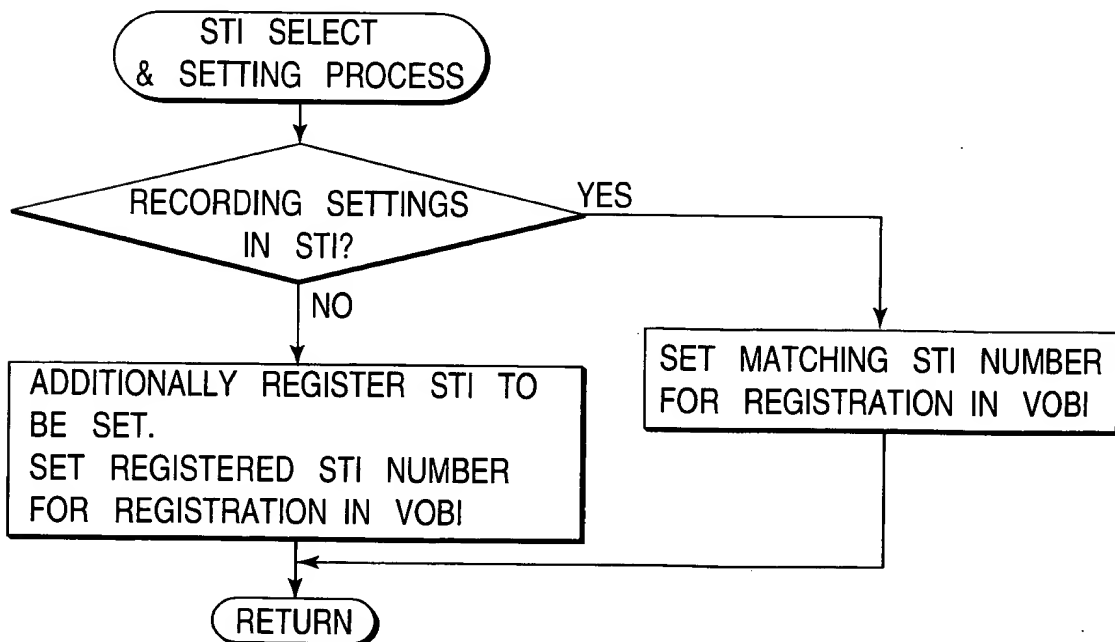 STI SELECT
& SETTING PROCESS
RECORDING SETTINGS
IN STI?
YES
NO
SET MATCHING STI NUMBER
FOR REGISTRATION IN VOBI
ADDITIONALLY REGISTER STI TO
BE SET.
SET REGISTERED STI NUMBER
FOR REGISTRATION IN VOBI
RETURN